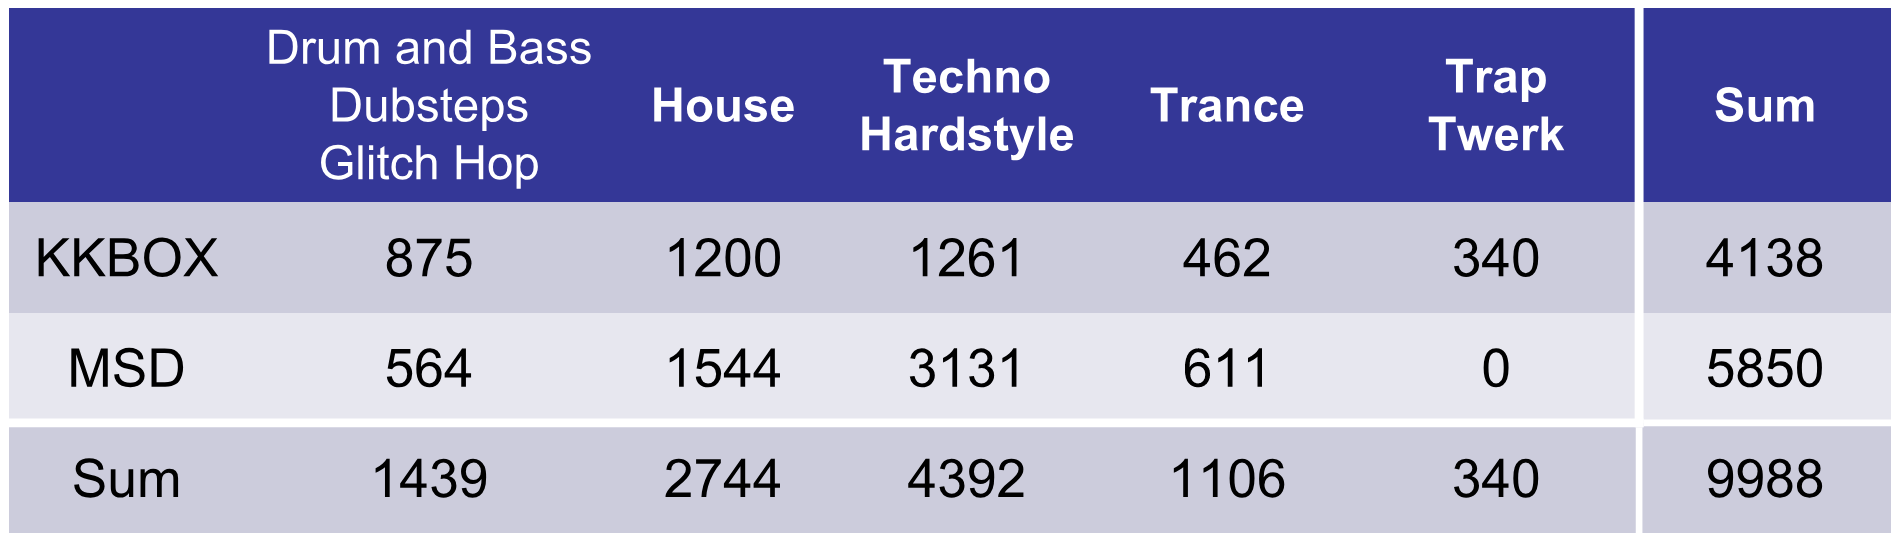 Drum and Bass
Dubsteps
Glitch Hop
House
Techno
Hardstyle
Trance
Trap
Twerk
Sum
KKBOX 875 1200 1261 462 340 4138
MSD 564 1544 3131 611 0 5850
Sum 1439 2744 4392 1106 340 9988